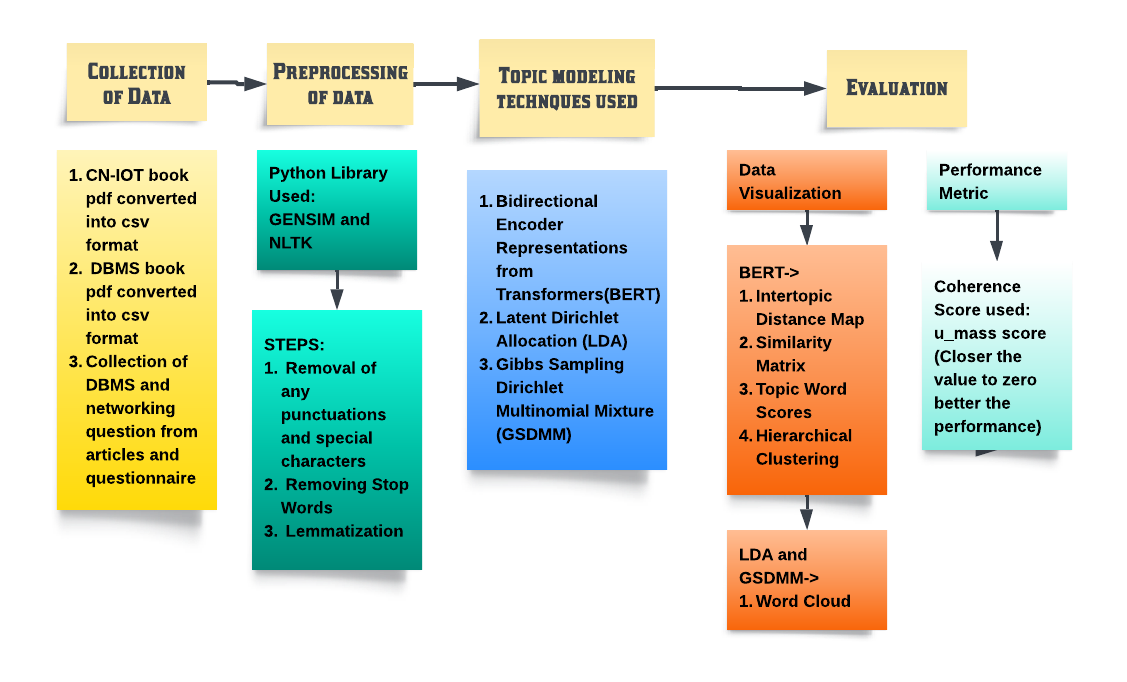 COLLECTION
OF DATA
PREPROCESSING
OF DATA
TOPIC MODELING
TECHNQUES USED
EVALUATION
1. CN-IOT book
pdf converted
into csv
format
2. DBMS book
pdf converted
into csv
format
3. Collection of
DBMS and
networking
question from
articles and
questionnaire
Python Library
Used:
GENSIM and
NLTK
STEPS:
1. Removal of
any
punctuations
and special
characters
2. Removing Stop
Words
3. Lemmatization
1. Bidirectional
Encoder
Representations
from
Transformers(BERT)
2. Latent Dirichlet
Allocation (LDA)
3. Gibbs Sampling
Dirichlet
Multinomial Mixture
(GSDMM)
Data
Visualization
BERT->
1. Intertopic
Distance Map
2. Similarity
Matrix
3. Topic Word
Scores
4. Hierarchical
Clustering
LDA and
GSDMM->
1. Word Cloud
Performance
Metric
Coherence
Score used:
u_mass score
(Closer the
value to zero
better the
performance)